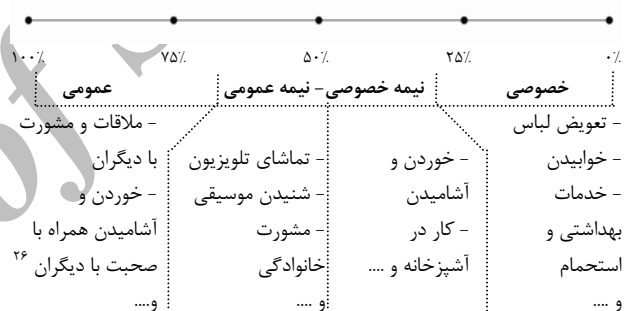 ۰٪ ۲۵٪ ۵۰٪ ۷۵٪ ۱۰۰٪
خصوصی نیمه خصوصی- نیمه عمومی عمومی
- تعویض لباس
- خوابیدن
- خدمات
بهداشتی و
استحمام
و ....
- خوردن و
آشامیدن
- کار در
آشپزخانه و ....
- تماشای تلویزیون
- شنیدن موسیقی
- مشورت
خانوادگی
و ....
- ملاقات و مشورت
با دیگران
- خوردن و
آشامیدن همراه با
صحبت با دیگران ۲۶
و....
of